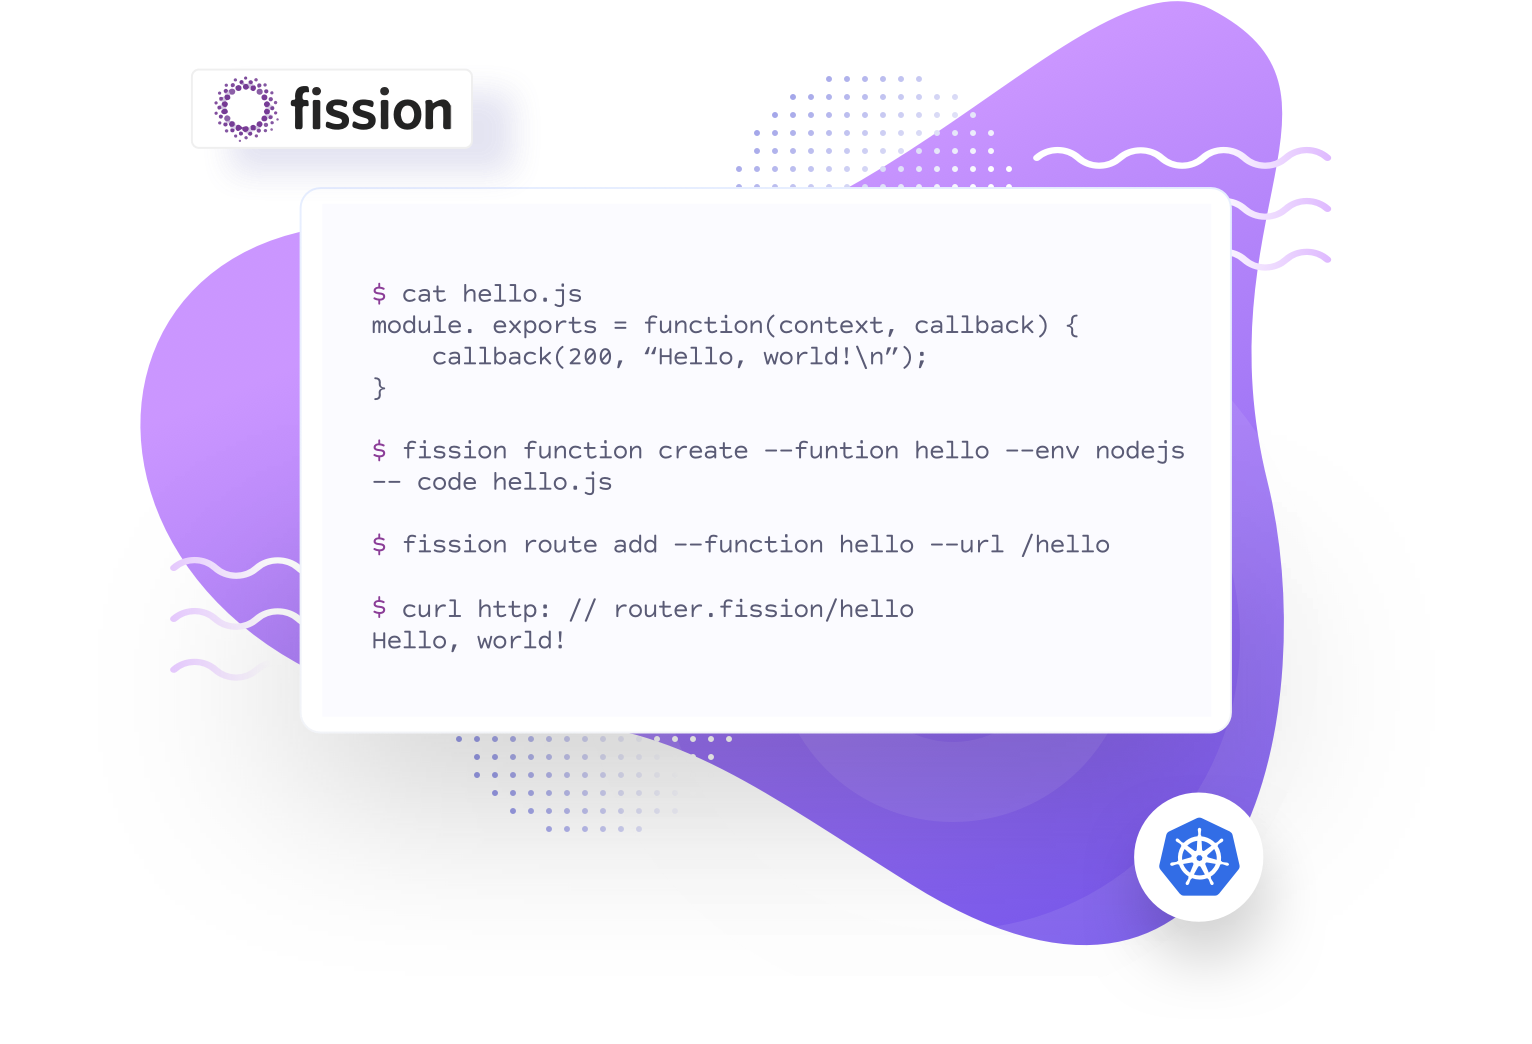 fission
$ cat hello.js
module. exports = function(context, callback) {
    callback(200, “Hello, world!\n”);
}
$ fission function create --funtion hello --env nodejs
-- code hello.js
$ fission route add --function hello --url /hello
$ curl http: // router.fission/hello
Hello, world!